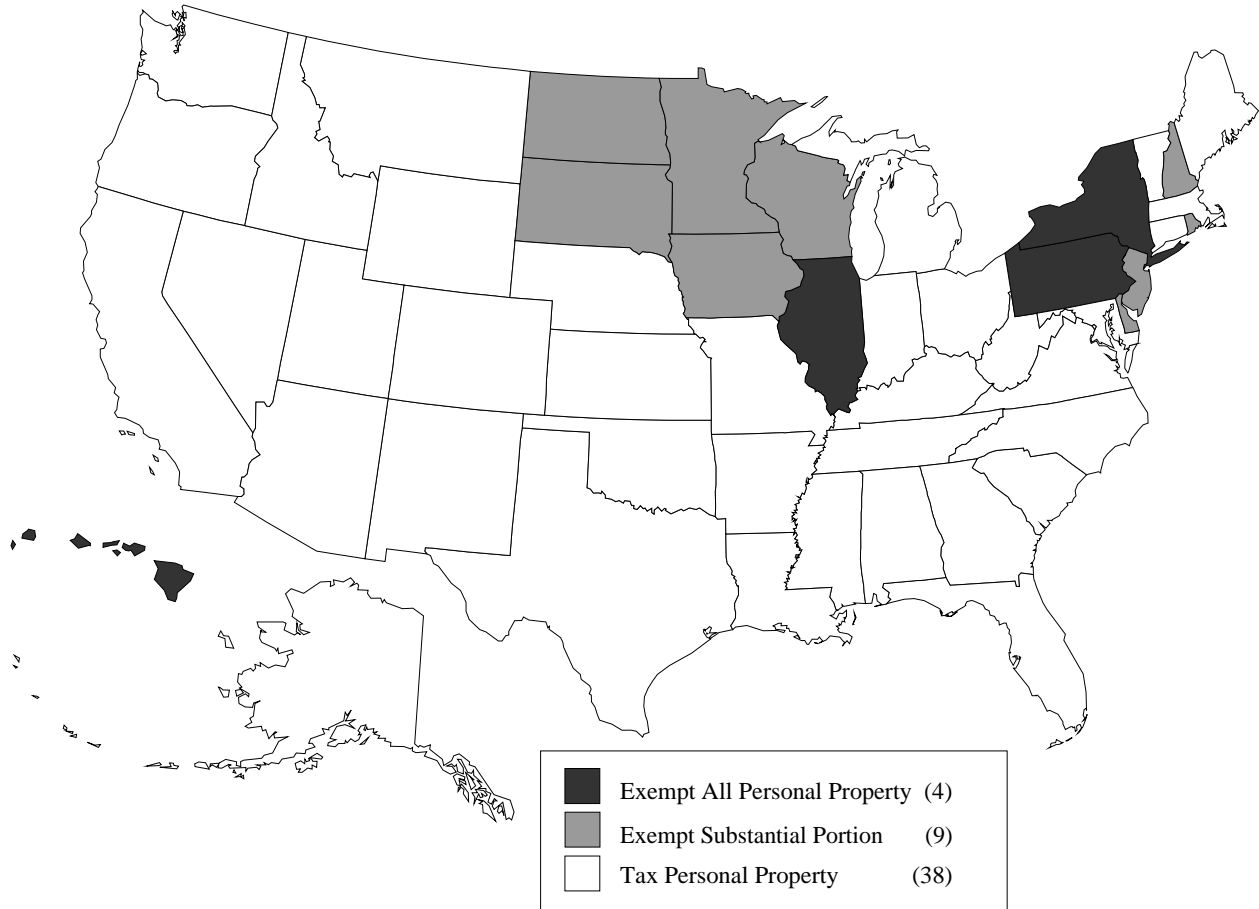 Exempt All Personal Property (4)
Exempt Substantial Portion (9)
Tax Personal Property (38)